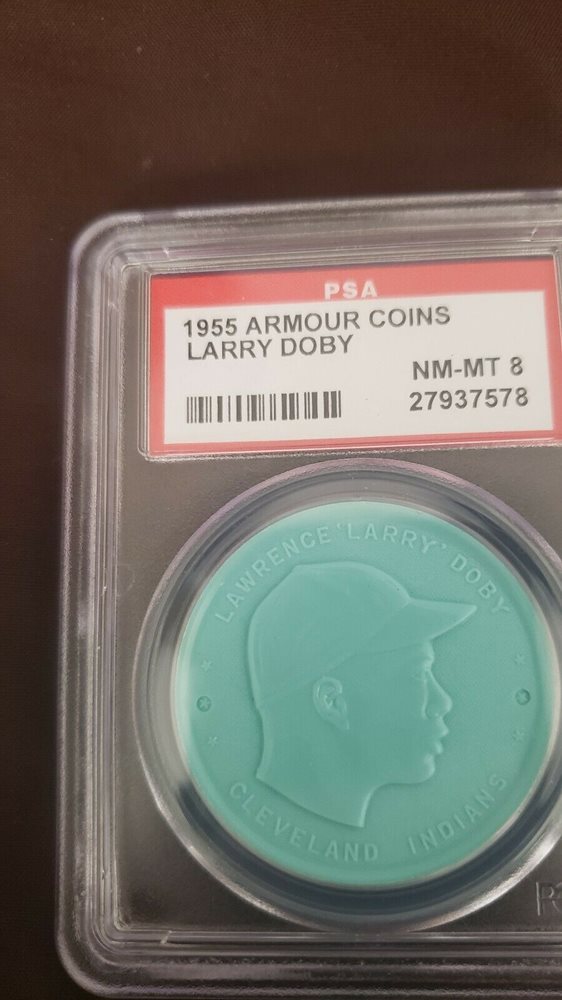 PSA
1955 ARMOUR COINS
LARRY DOBY
NM-MT 8
27937578
LAWRENCE "LARRY" DOBY
CLEVELAND INDIANS